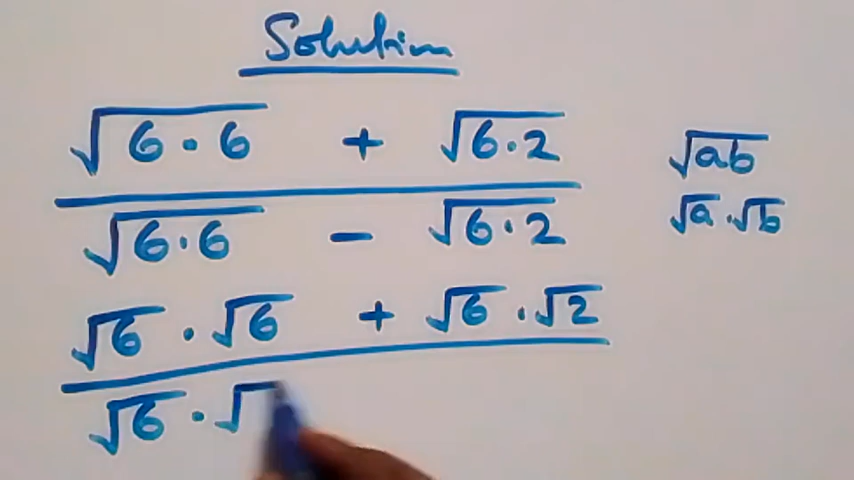 Solution
√6·6 + √6·2
√6·6 - √6·2
√ab
√a·√b
√6·√6 + √6·√2
√6·√